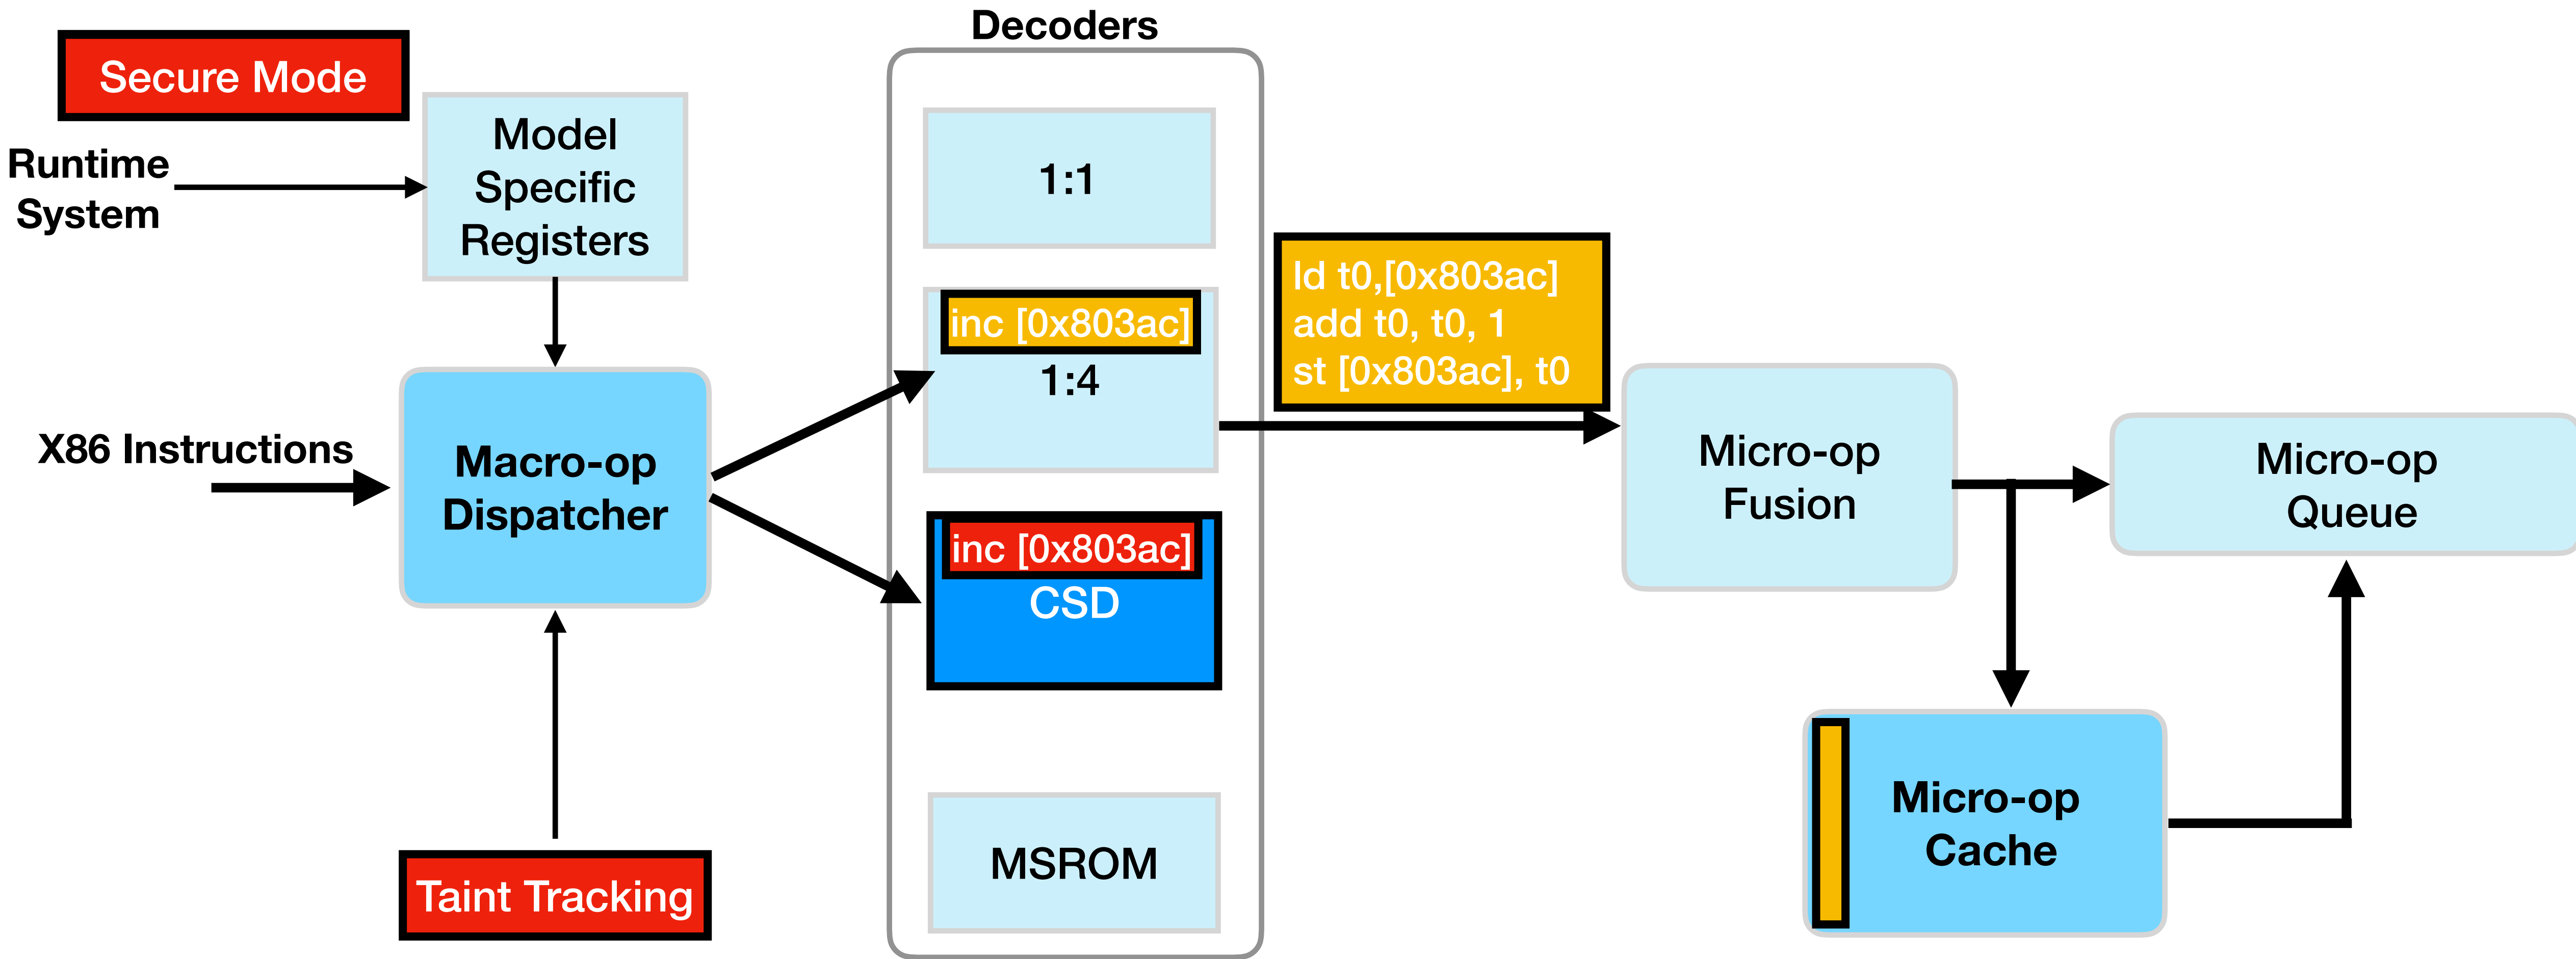 Decoders
Secure Mode
Model
Specific
Registers
Runtime
System
1:1
inc [0x803ac]
1:4
ld t0,[0x803ac]
add t0, t0, 1
st [0x803ac], t0
X86 Instructions
Macro-op
Dispatcher
Micro-op
Fusion
Micro-op
Queue
inc [0x803ac]
CSD
Taint Tracking
MSROM
Micro-op
Cache